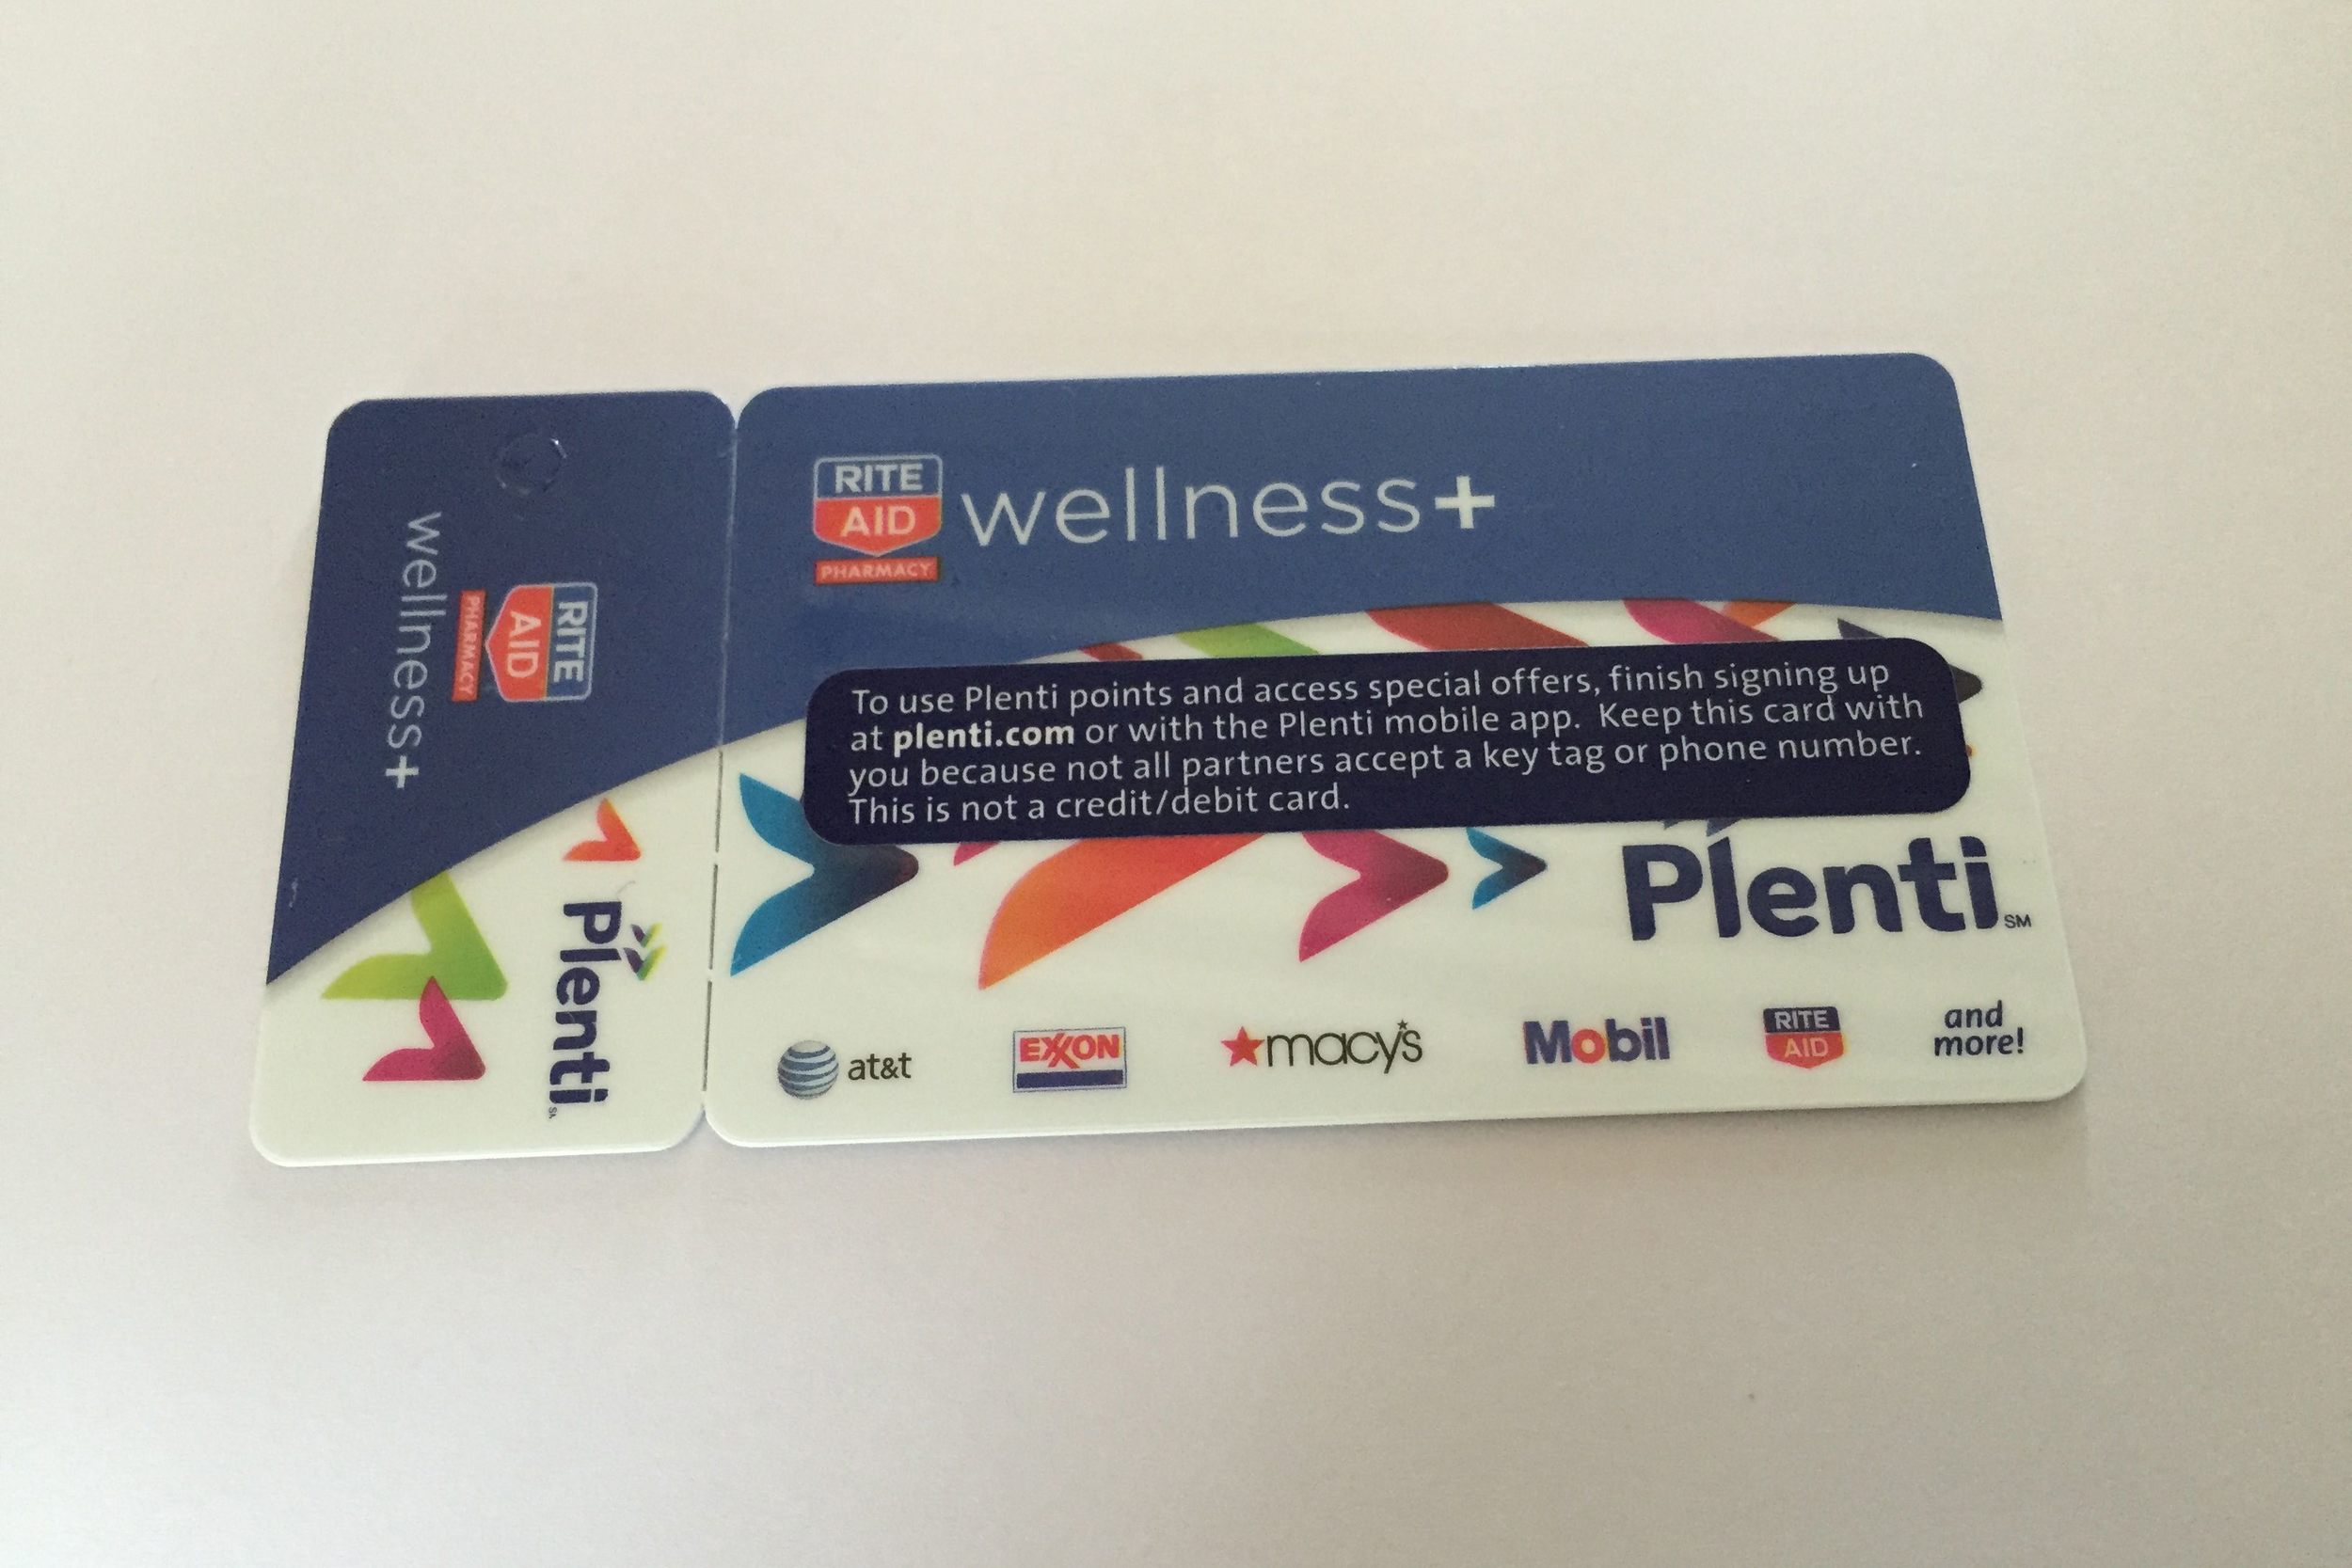 wellness+
RITE
AID
PHARMACY
Plenti
SM
RITE
AID
PHARMACY
wellness+
To use Plenti points and access special offers, finish signing up
at plenti.com or with the Plenti mobile app. Keep this card with
you because not all partners accept a key tag or phone number.
This is not a credit/debit card.
Plenti SM
at&t
EXXON
macy's
Mobil
RITE
AID
and
more!